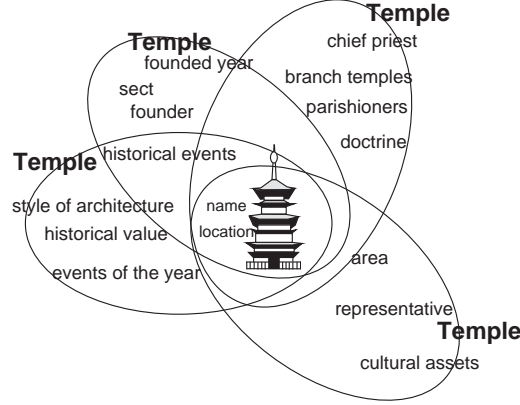 Temple
chief priest
Temple
founded year
branch temples
sect
parishioners
founder
doctrine
Temple
historical events
style of architecture
name
historical value
location
area
events of the year
representative
Temple
cultural assets